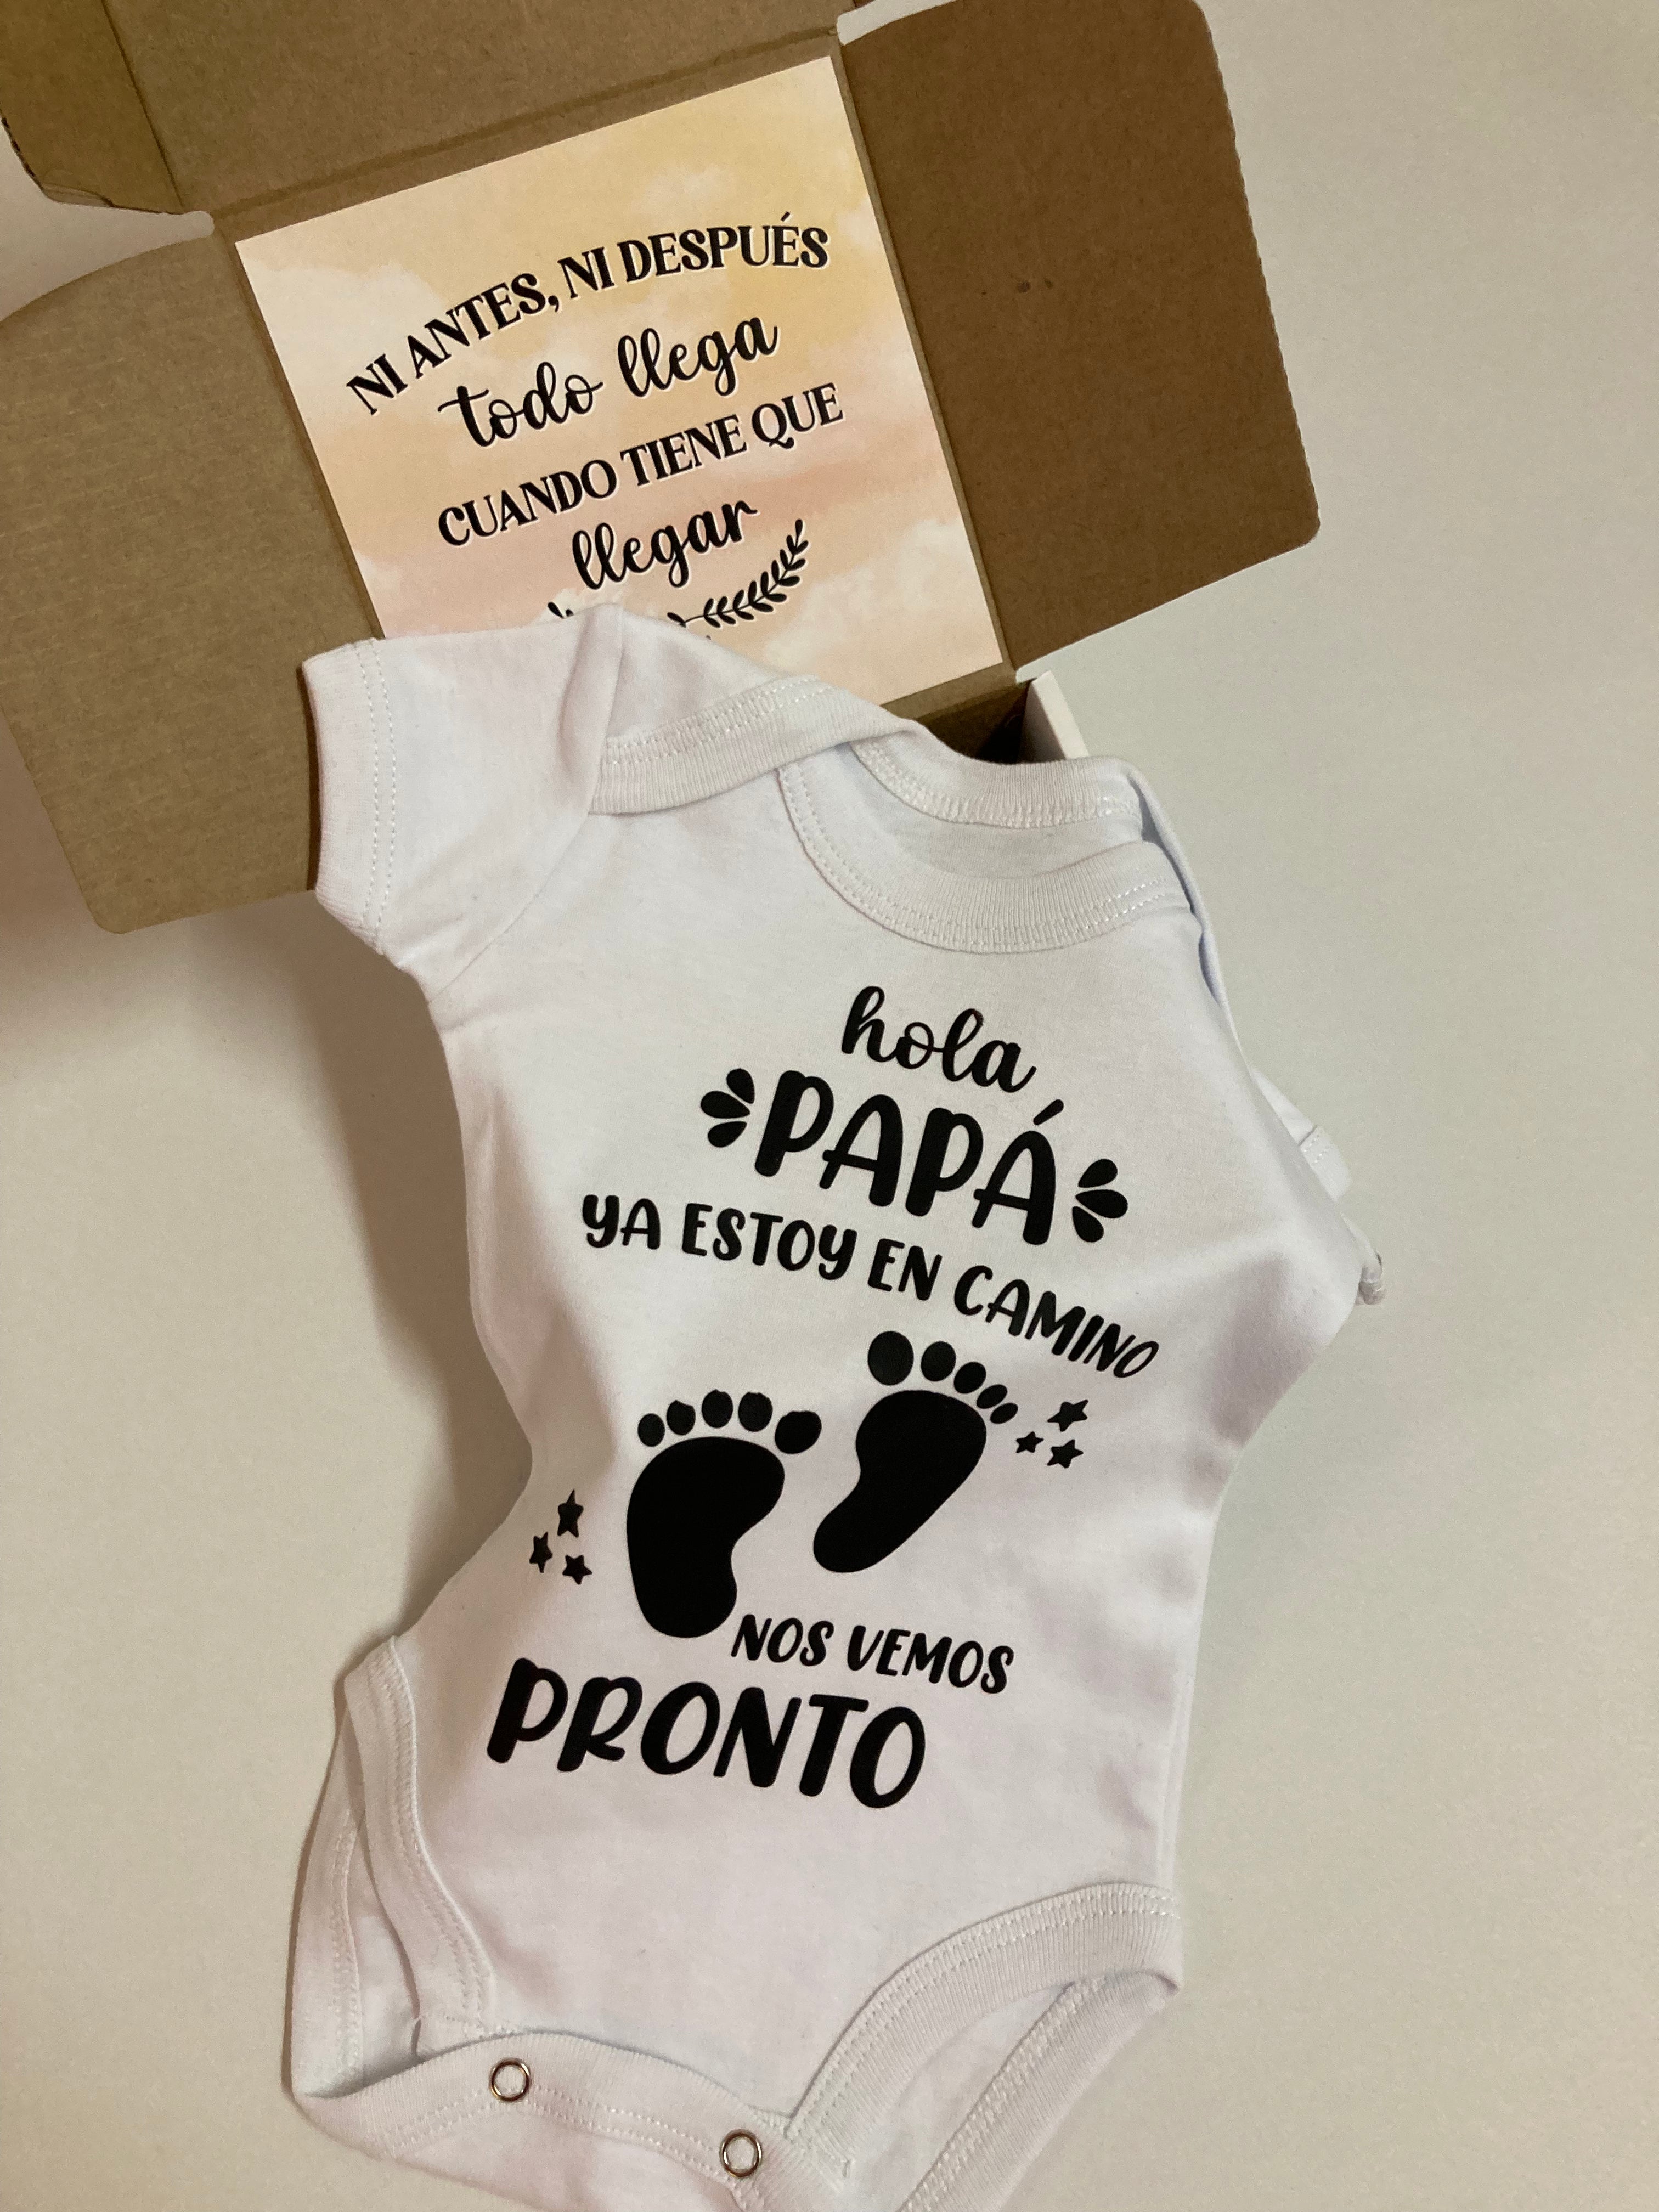 NI ANTES, NI DESPUÉS
todo llega
CUANDO TIENE QUE
llegar
hola
PAPÁ
YA ESTOY EN CAMINO
NOS VEMOS
PRONTO